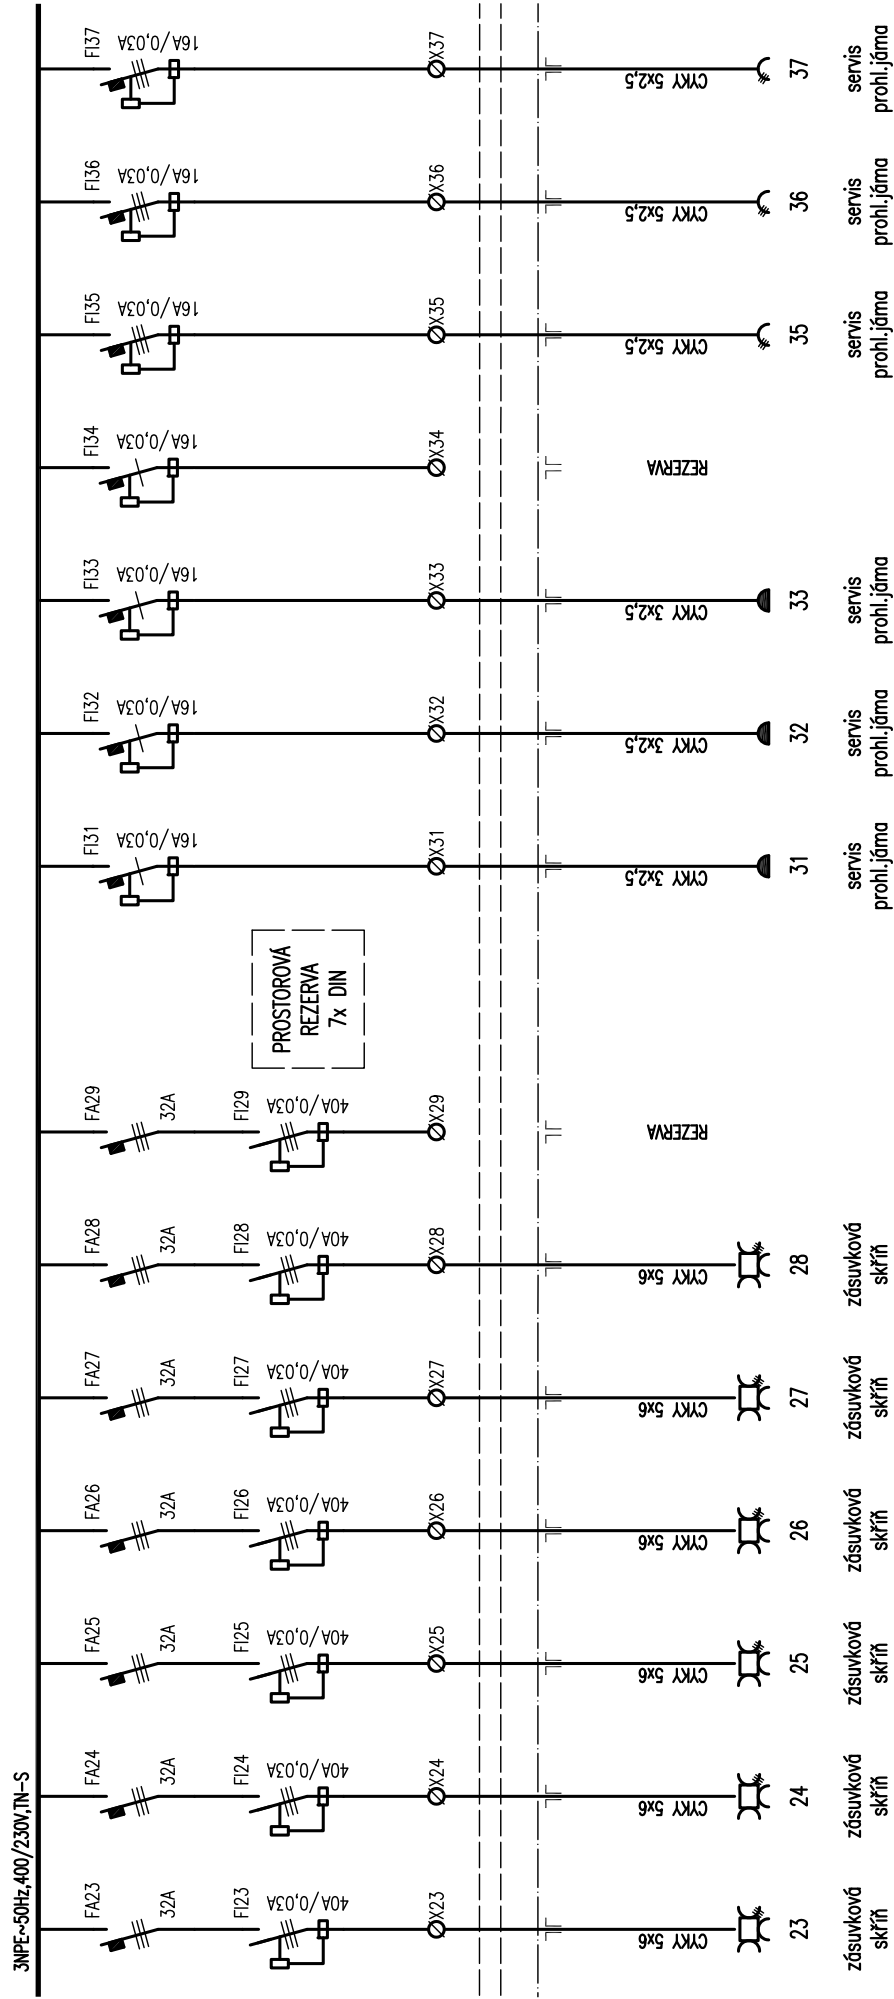 3NPE~50Hz,400/230V,TN-S
FA23
32A
FI23
40A/0,03A
X23
CYKY 5x6
23
zásuvková
skříň
FA24
32A
FI24
40A/0,03A
X24
CYKY 5x6
24
zásuvková
skříň
FA25
32A
FI25
40A/0,03A
X25
CYKY 5x6
25
zásuvková
skříň
FA26
32A
FI26
40A/0,03A
X26
CYKY 5x6
26
zásuvková
skříň
FA27
32A
FI27
40A/0,03A
X27
CYKY 5x6
27
zásuvková
skříň
FA28
32A
FI28
40A/0,03A
X28
CYKY 5x6
28
zásuvková
skříň
FA29
32A
FI29
40A/0,03A
X29
REZERVA
PROSTOROVÁ
REZERVA
7x DIN
FI31
16A/0,03A
X31
CYKY 3x2,5
31
servis
prohl.jáma
FI32
16A/0,03A
X32
CYKY 3x2,5
32
servis
prohl.jáma
FI33
16A/0,03A
X33
CYKY 3x2,5
33
servis
prohl.jáma
FI34
16A/0,03A
X34
REZERVA
FI35
16A/0,03A
X35
CYKY 5x2,5
35
servis
prohl.jáma
FI36
16A/0,03A
X36
CYKY 5x2,5
36
servis
prohl.jáma
FI37
16A/0,03A
X37
CYKY 5x2,5
37
servis
prohl.jáma